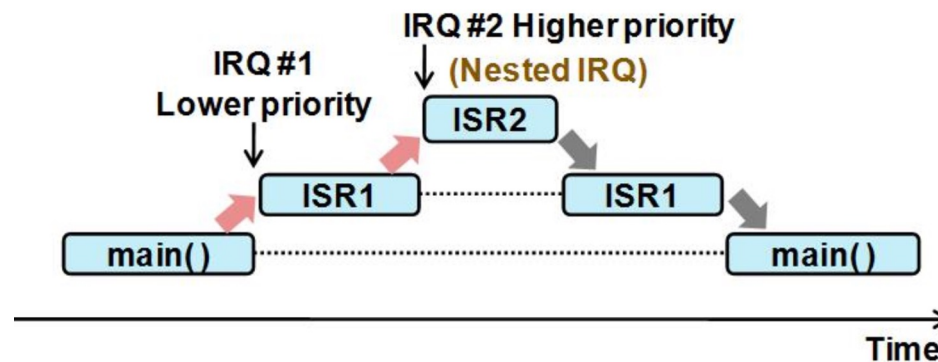 IRQ #2 Higher priority
(Nested IRQ)
IRQ #1
Lower priority
ISR2
ISR1
ISR1
main()
main()
Time